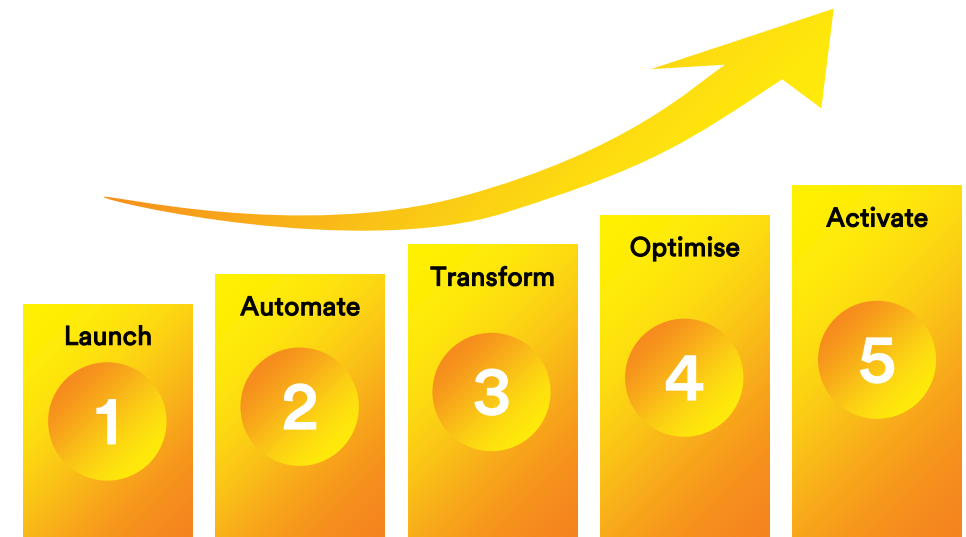 Launch
1
Automate
2
Transform
3
Optimise
4
Activate
5